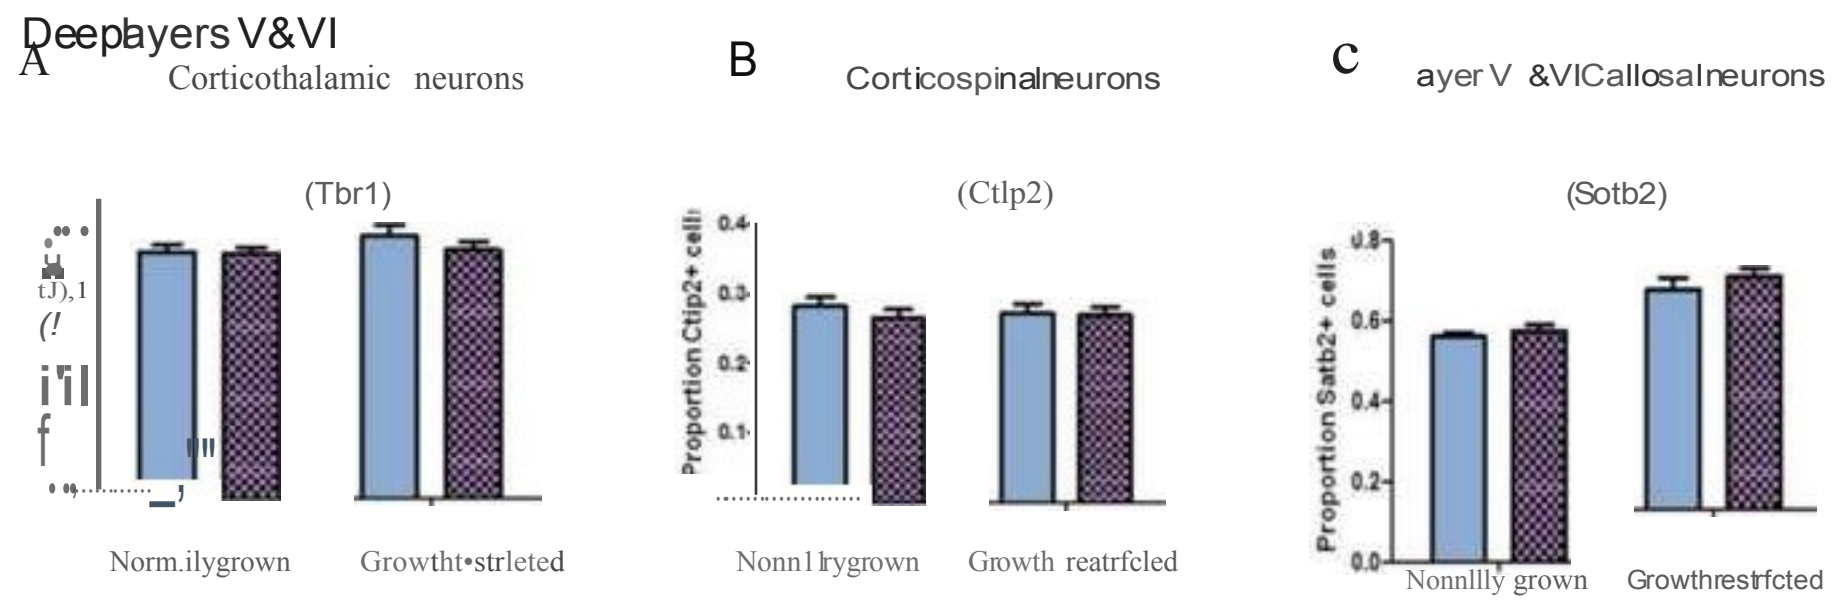 Deeplayers V&VI
A
Corticothalamic neurons
(Tbr1)
tJ),1
(!
Norm.ilygrown
Growtht•strleted
B
Corticospinalneurons
(Ctlp2)
Proportion Ctip2+ cells
0.4
0.3
0.2
0.1
Nonn1lrygrown
Growth reatrfcled
c
ayer V &VICallosalneurons
(Sotb2)
Proportion Satb2+ cells
0.8
0.6
0.4
0.2
0.0
Nonnllly grown
Growthrestrfcted